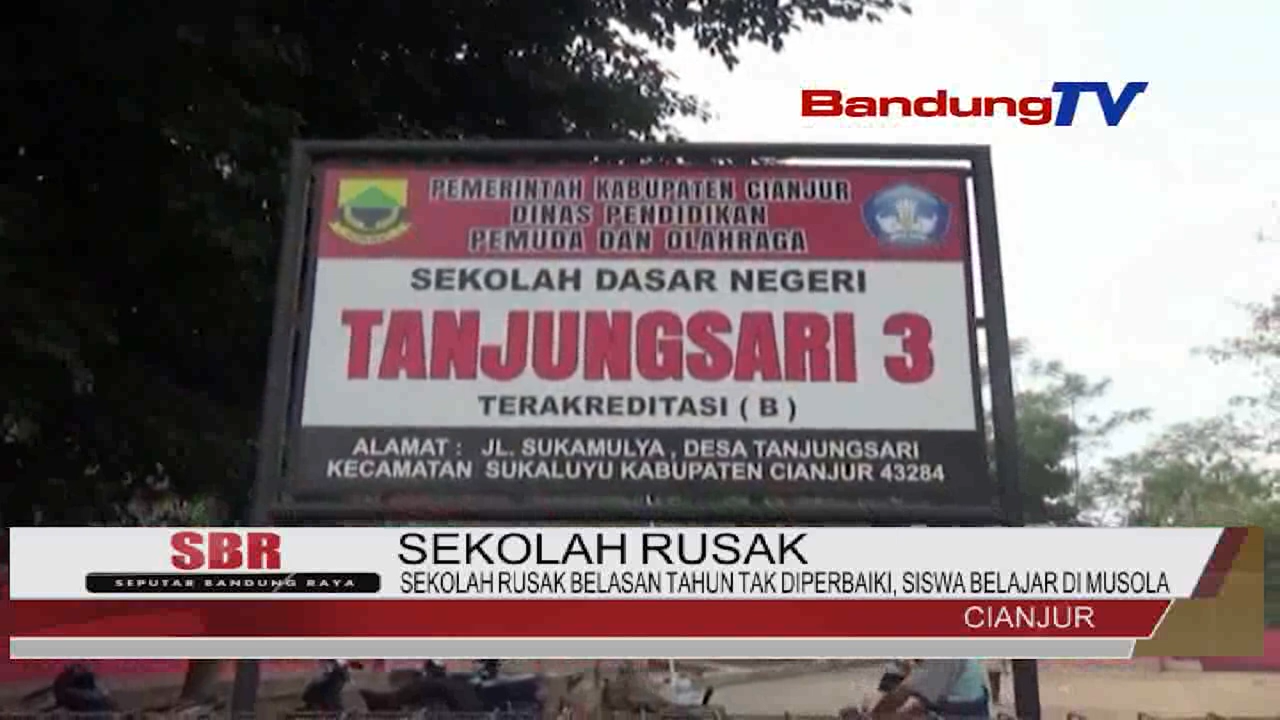 BandungTV
PEMERINTAH KABUPATEN CIANJUR
DINAS PENDIDIKAN
PEMUDA DAN OLAHRAGA
SEKOLAH DASAR NEGERI
TANJUNGSARI 3
TERAKREDITASI ( B )
ALAMAT : JL. SUKAMULYA , DESA TANJUNGSARI
KECAMATAN SUKALUYU KABUPATEN CIANJUR 43284
SBR
SEPUTAR BANDUNG RAYA
SEKOLAH RUSAK
SEKOLAH RUSAK BELASAN TAHUN TAK DIPERBAIKI, SISWA BELAJAR DI MUSOLA
CIANJUR